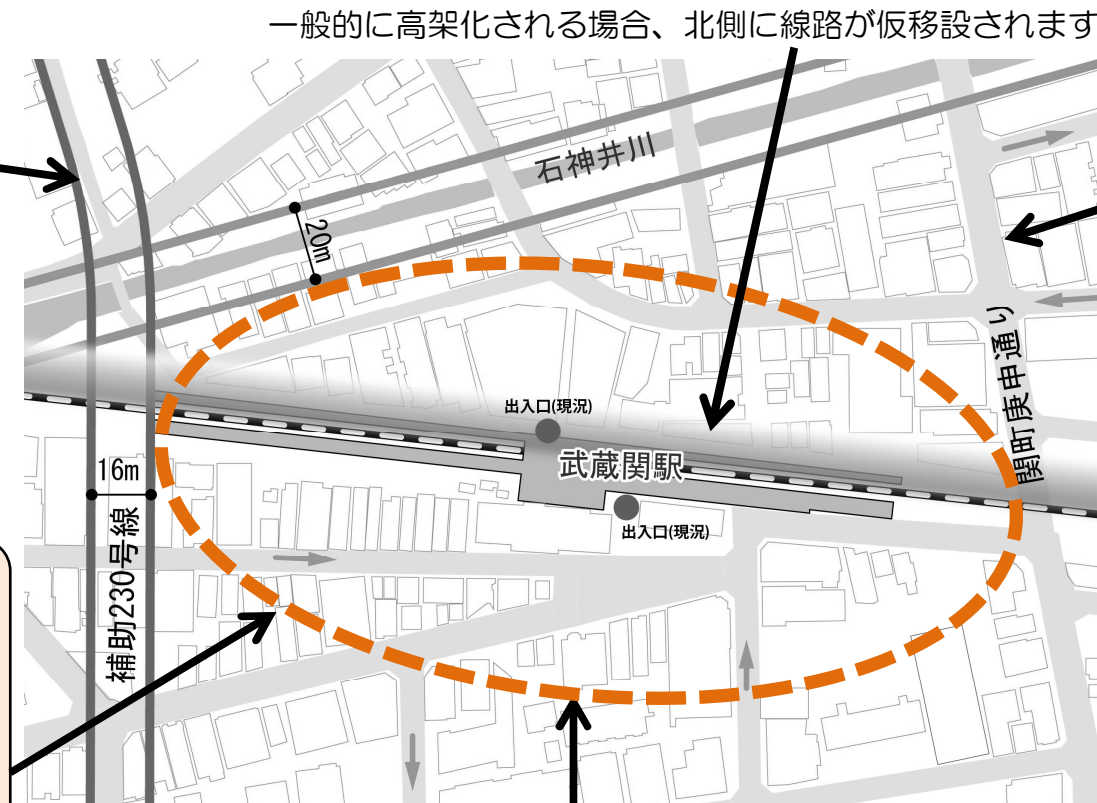 一般的に高架化される場合、北側に線路が仮移設されます
石神井川
20m
関町庚申通り
出入口(現況)
武蔵関駅
16m
出入口(現況)
補助230号線